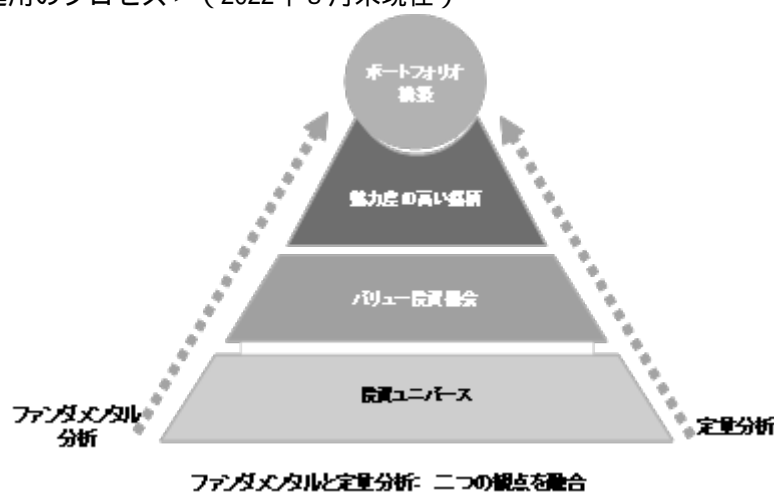 用のプロセス＞（2022年3月末現在）
ポートフォリオ
構築
魅力度の高い銘柄
バリュー投資機会
投資ユニバース
ファンダメンタル
分析
定量分析
ファンダメンタルと定量分析：二つの観点を融合